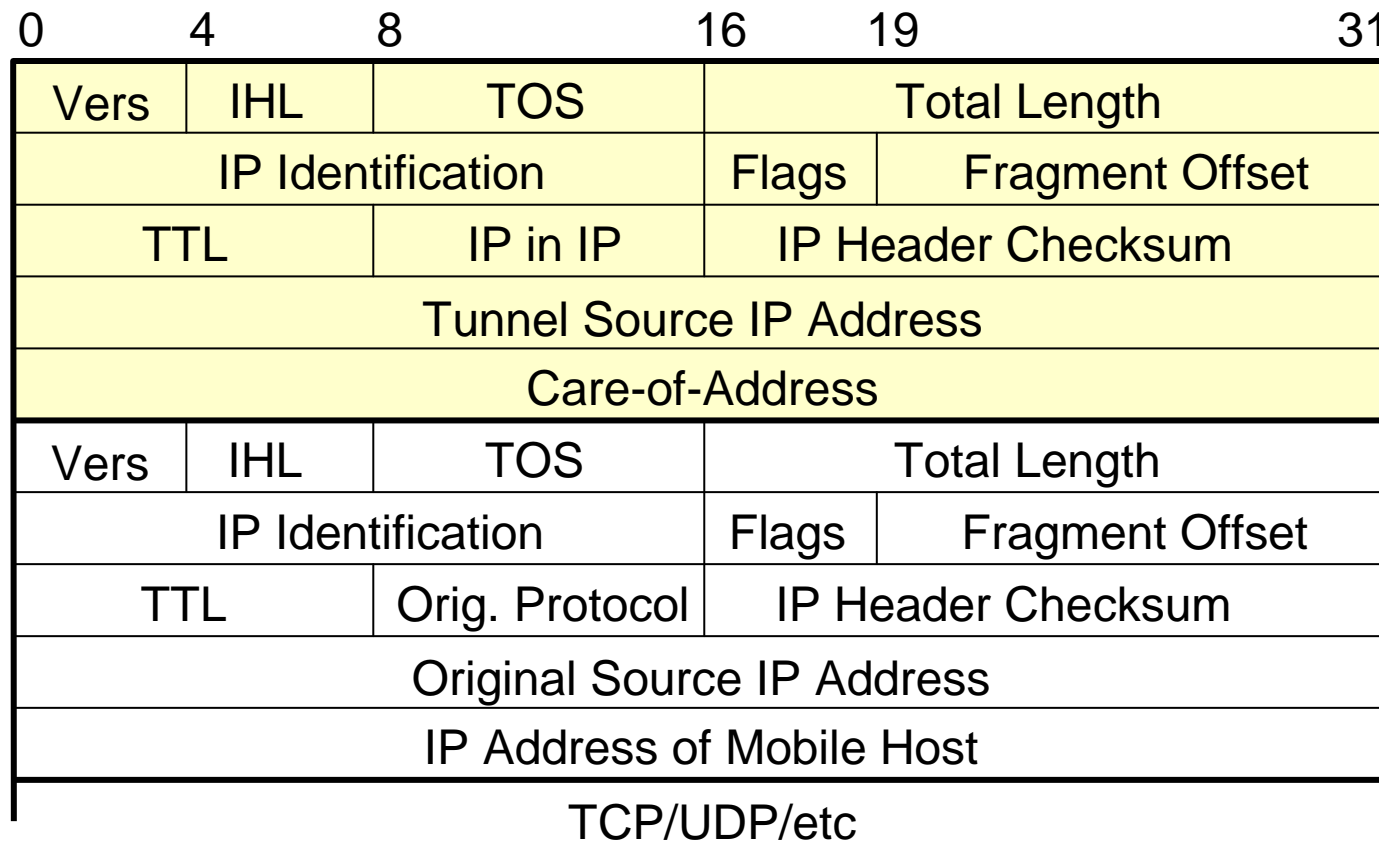 0 4 8 16 19 31
Vers IHL TOS Total Length
IP Identification Flags Fragment Offset
TTL IP in IP IP Header Checksum
Tunnel Source IP Address
Care-of-Address
Vers IHL TOS Total Length
IP Identification Flags Fragment Offset
TTL Orig. Protocol IP Header Checksum
Original Source IP Address
IP Address of Mobile Host
TCP/UDP/etc